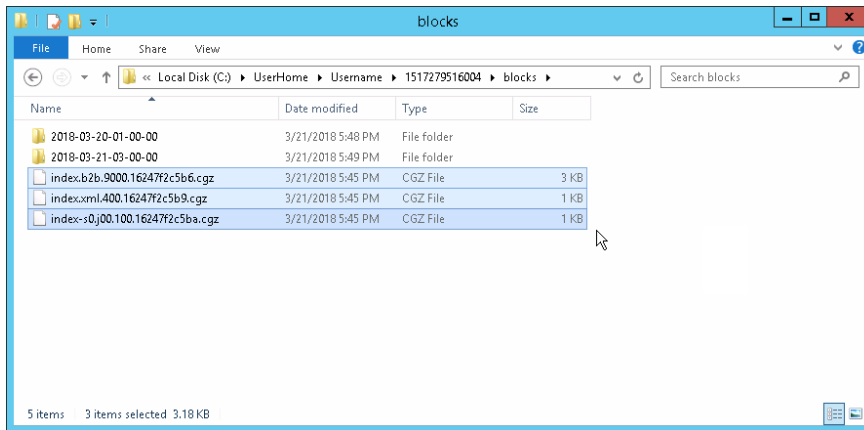 blocks
File Home Share View
« Local Disk (C:) UserHome Username 1517279516004 blocks Search blocks
Name Date modified Type Size
2018-03-20-01-00-00 3/21/2018 5:48 PM File folder
2018-03-21-03-00-00 3/21/2018 5:49 PM File folder
index.b2b.9000.16247f2c5b6.cgz 3/21/2018 5:45 PM CGZ File 3 KB
index.xml.400.16247f2c5b9.cgz 3/21/2018 5:45 PM CGZ File 1 KB
index-s0.j00.100.16247f2c5ba.cgz 3/21/2018 5:45 PM CGZ File 1 KB
5 items 3 items selected 3.18 KB